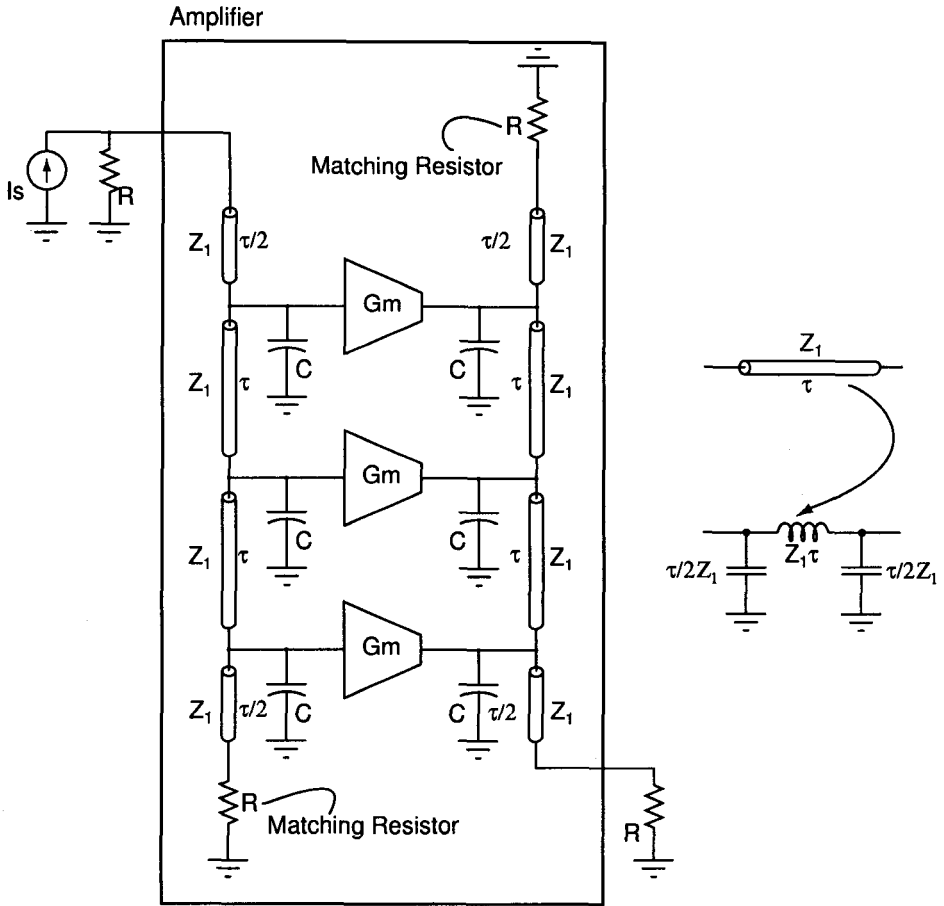 Amplifier
R
Matching Resistor
Is
R
Z₁ τ/2
τ/2 Z₁
Gm
C
C
Z₁ τ
τ Z₁
Z₁
τ
Gm
C
C
Z₁ τ
τ Z₁
Z₁τ
τ/2Z₁
τ/2Z₁
Gm
Z₁ τ/2
C
C τ/2
Z₁
R
Matching Resistor
R